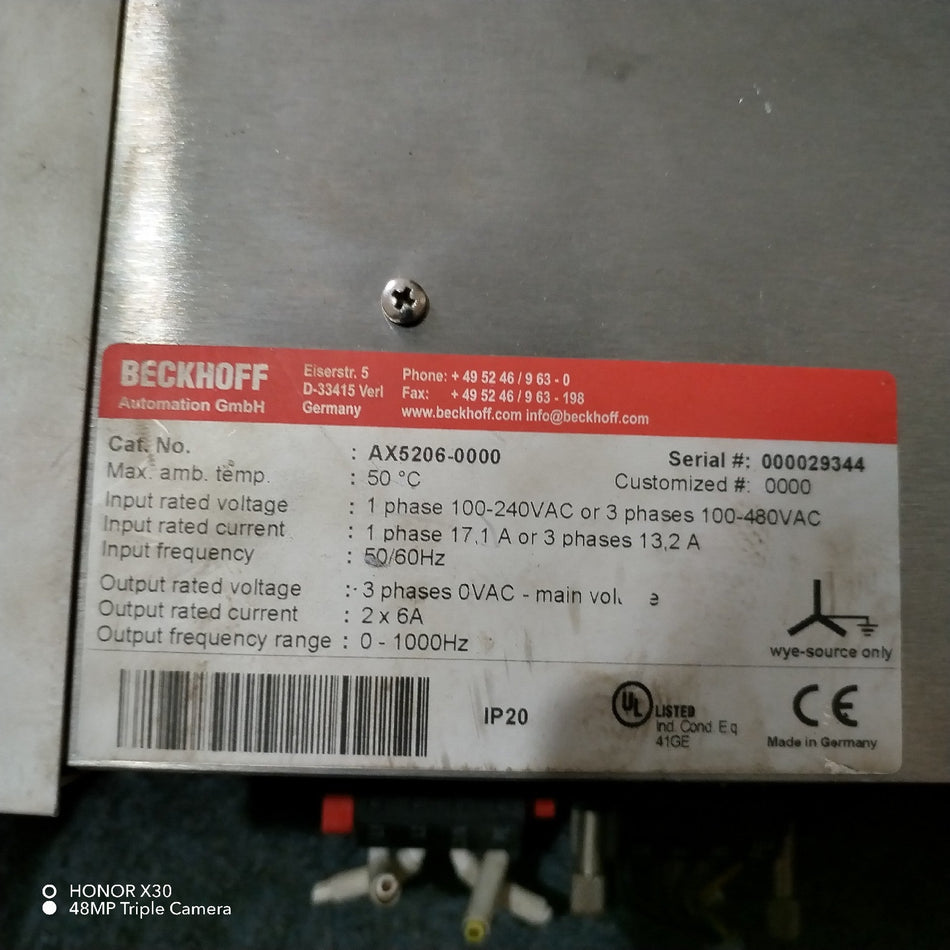 BECKHOFF
Automation GmbH
Eiserstr. 5
D-33415 Verl
Germany
Phone: + 49 52 46 / 9 63 - 0
Fax: + 49 52 46 / 9 63 - 198
www.beckhoff.com info@beckhoff.com
Cat. No. : AX5206-0000
Serial #: 000029344
Max. amb. temp. : 50 °C
Customized #: 0000
Input rated voltage : 1 phase 100-240VAC or 3 phases 100-480VAC
Input rated current : 1 phase 17,1 A or 3 phases 13,2 A
Input frequency : 50/60Hz
Output rated voltage : 3 phases 0VAC - main
Output rated current : 2 x 6A
Output frequency range : 0 - 1000Hz
wye-source only
IP20
UL LISTED
Ind. Cond. Eq
41GE
CE
Made in Germany
HONOR X30
48MP Triple Camera